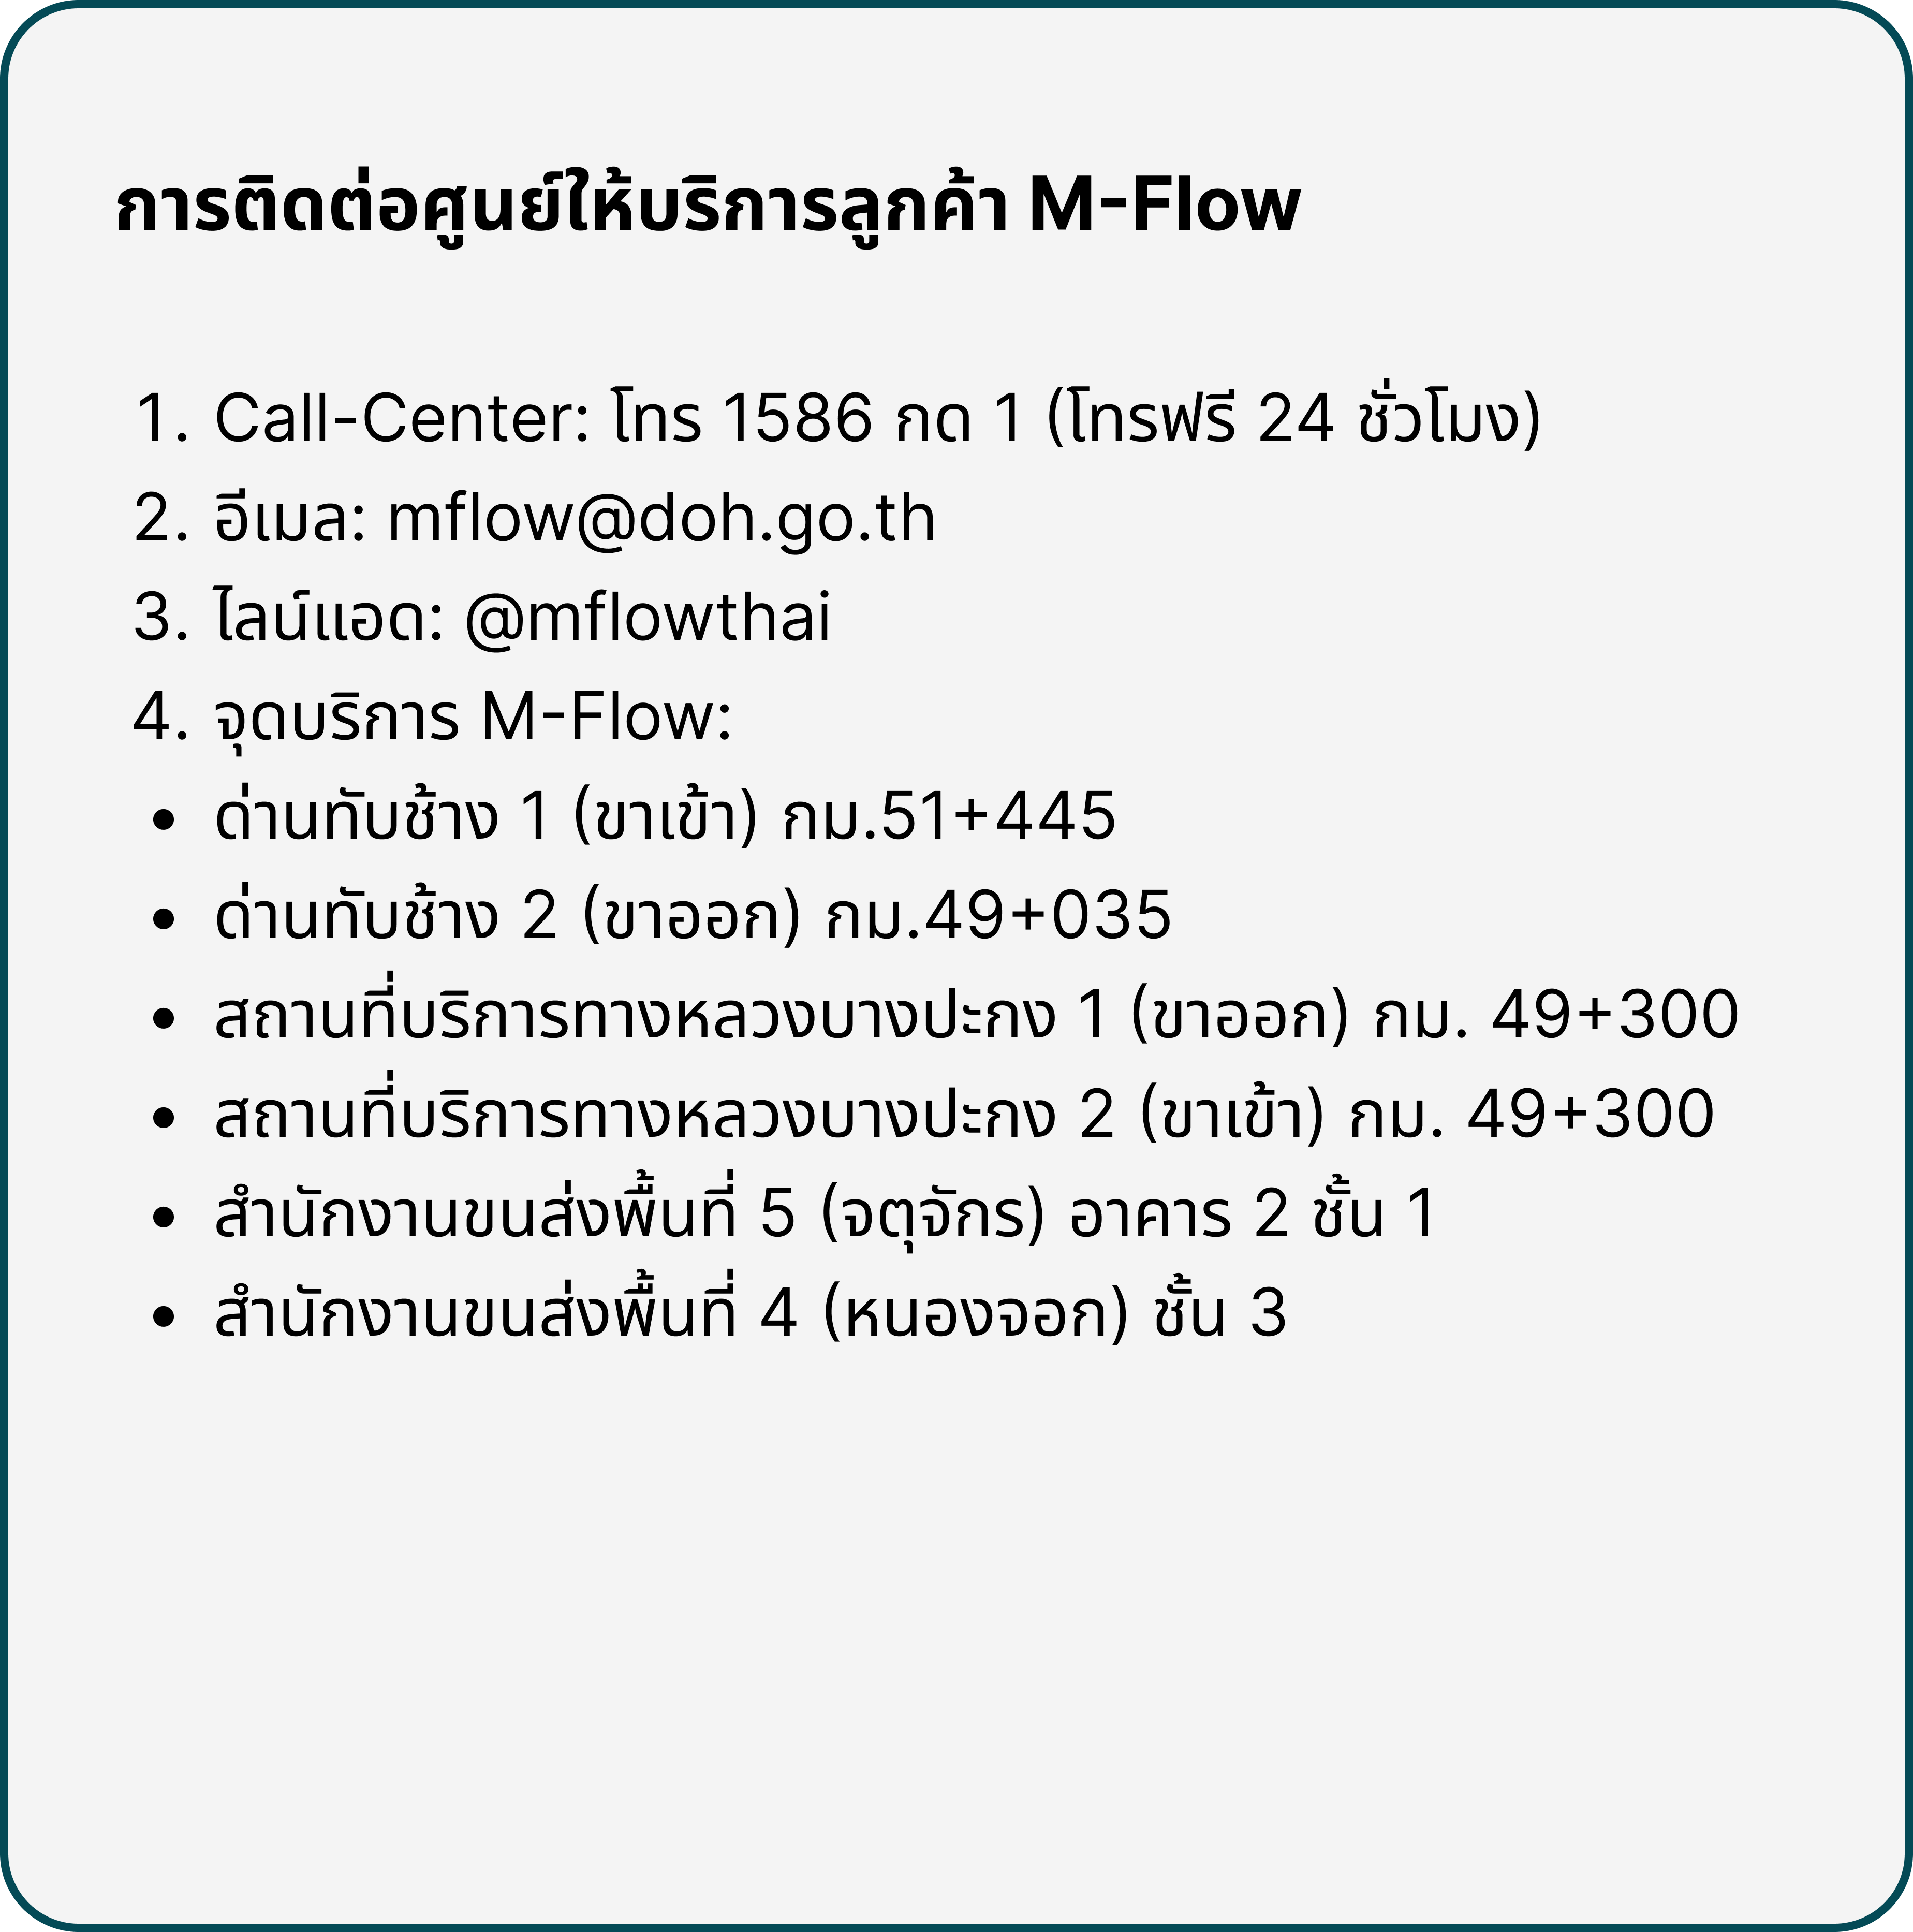 การติดต่อศูนย์ให้บริการลูกค้า M-Flow
1. Call-Center: โทร 1586 กด 1 (โทรฟรี 24 ชั่วโมง)
2. อีเมล: mflow@doh.go.th
3. ไลน์แอด: @mflowthai
4. จุดบริการ M-Flow:
• ด่านทับช้าง 1 (ขาเข้า) กม.51+445
• ด่านทับช้าง 2 (ขาออก) กม.49+035
• สถานที่บริการทางหลวงบางปะกง 1 (ขาออก) กม. 49+300
• สถานที่บริการทางหลวงบางปะกง 2 (ขาเข้า) กม. 49+300
• สำนักงานขนส่งพื้นที่ 5 (จตุจักร) อาคาร 2 ชั้น 1
• สำนักงานขนส่งพื้นที่ 4 (หนองจออก) ชั้น 3